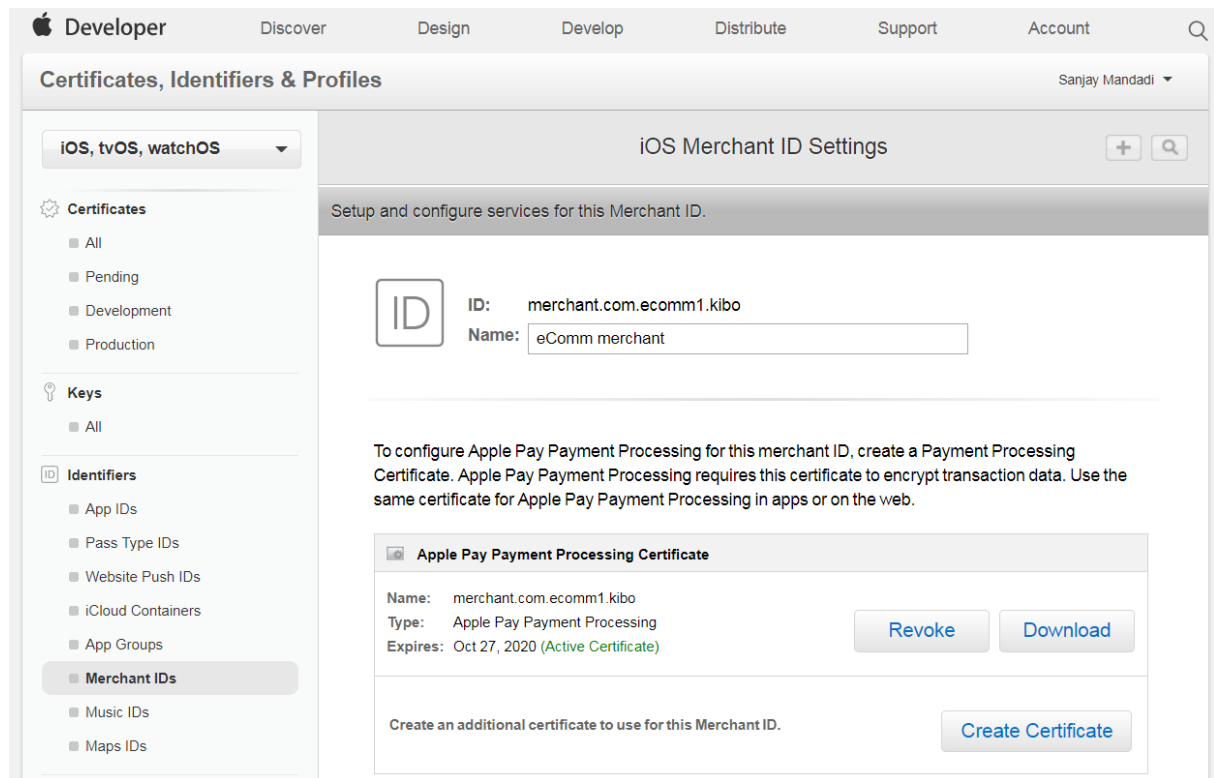 Developer Discover Design Develop Distribute Support Account
Certificates, Identifiers & Profiles
Sanjay Mandadi
iOS, tvOS, watchOS
Certificates
All
Pending
Development
Production
Keys
All
ID Identifiers
App IDs
Pass Type IDs
Website Push IDs
iCloud Containers
App Groups
Merchant IDs
Music IDs
Maps IDs
iOS Merchant ID Settings
Setup and configure services for this Merchant ID.
ID
ID: merchant.com.ecomm1.kibo
Name: eComm merchant
To configure Apple Pay Payment Processing for this merchant ID, create a Payment Processing
Certificate. Apple Pay Payment Processing requires this certificate to encrypt transaction data. Use the
same certificate for Apple Pay Payment Processing in apps or on the web.
Apple Pay Payment Processing Certificate
Name: merchant.com.ecomm1.kibo
Type: Apple Pay Payment Processing
Expires: Oct 27, 2020 (Active Certificate)
Revoke Download
Create an additional certificate to use for this Merchant ID.
Create Certificate